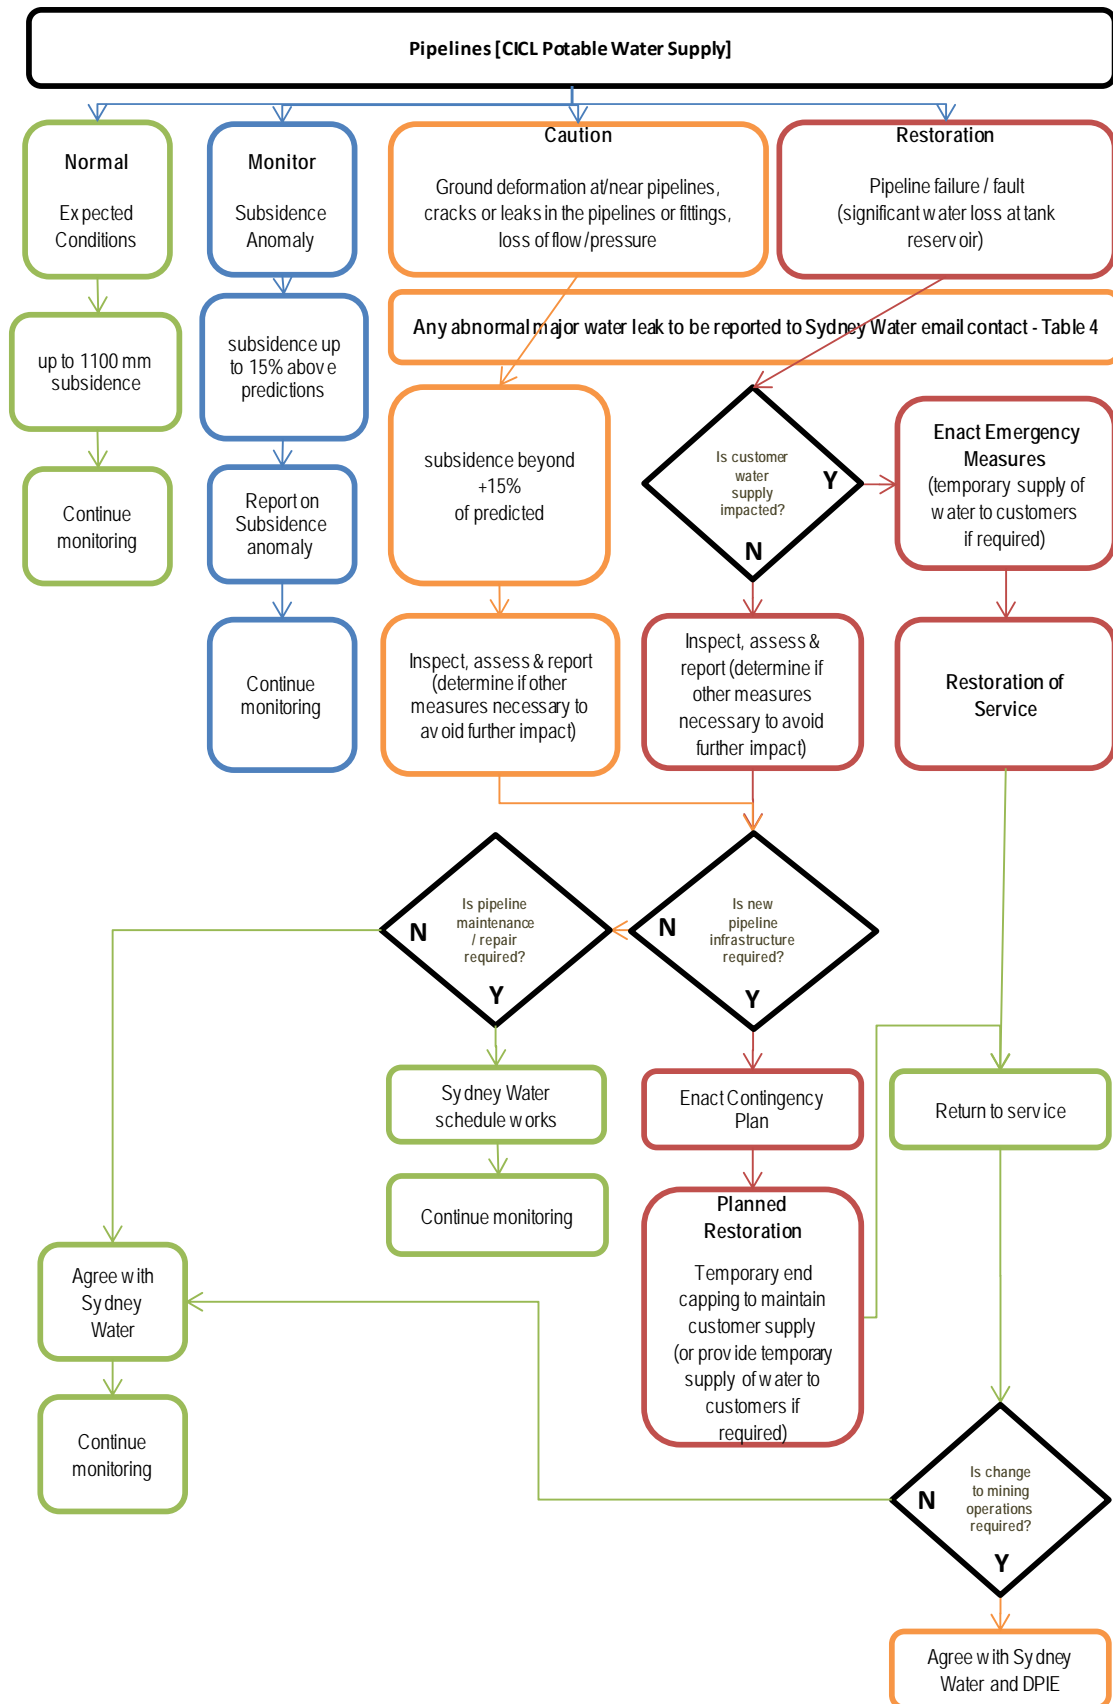 Pipelines [CICL Potable Water Supply]
Normal
Expected
Conditions
Monitor
Subsidence
Anomaly
Caution
Ground deformation at/near pipelines,
cracks or leaks in the pipelines or fittings,
loss of flow/pressure
Restoration
Pipeline failure / fault
(significant water loss at tank
reservoir)
Any abnormal major water leak to be reported to Sydney Water email contact - Table 4
up to 1100 mm
subsidence
subsidence up
to 15% above
predictions
subsidence beyond
+15%
of predicted
Is customer
water
supply
impacted?
Y
N
Enact Emergency
Measures
(temporary supply of
water to customers
if required)
Continue
monitoring
Report on
Subsidence
anomaly
Continue
monitoring
Inspect, assess & report
(determine if other
measures necessary to
avoid further impact)
Inspect, assess &
report (determine if
other measures
necessary to avoid
further impact)
Restoration of
Service
Is pipeline
maintenance
/ repair
required?
N
Y
Is new
pipeline
infrastructure
required?
N
Y
Sydney Water
schedule works
Enact Contingency
Plan
Return to service
Continue monitoring
Planned
Restoration
Temporary end
capping to maintain
customer supply
(or provide temporary
supply of water to
customers if
required)
Agree with
Sydney
Water
Continue
monitoring
Is change
to mining
operations
required?
N
Y
Agree with Sydney
Water and DPIE